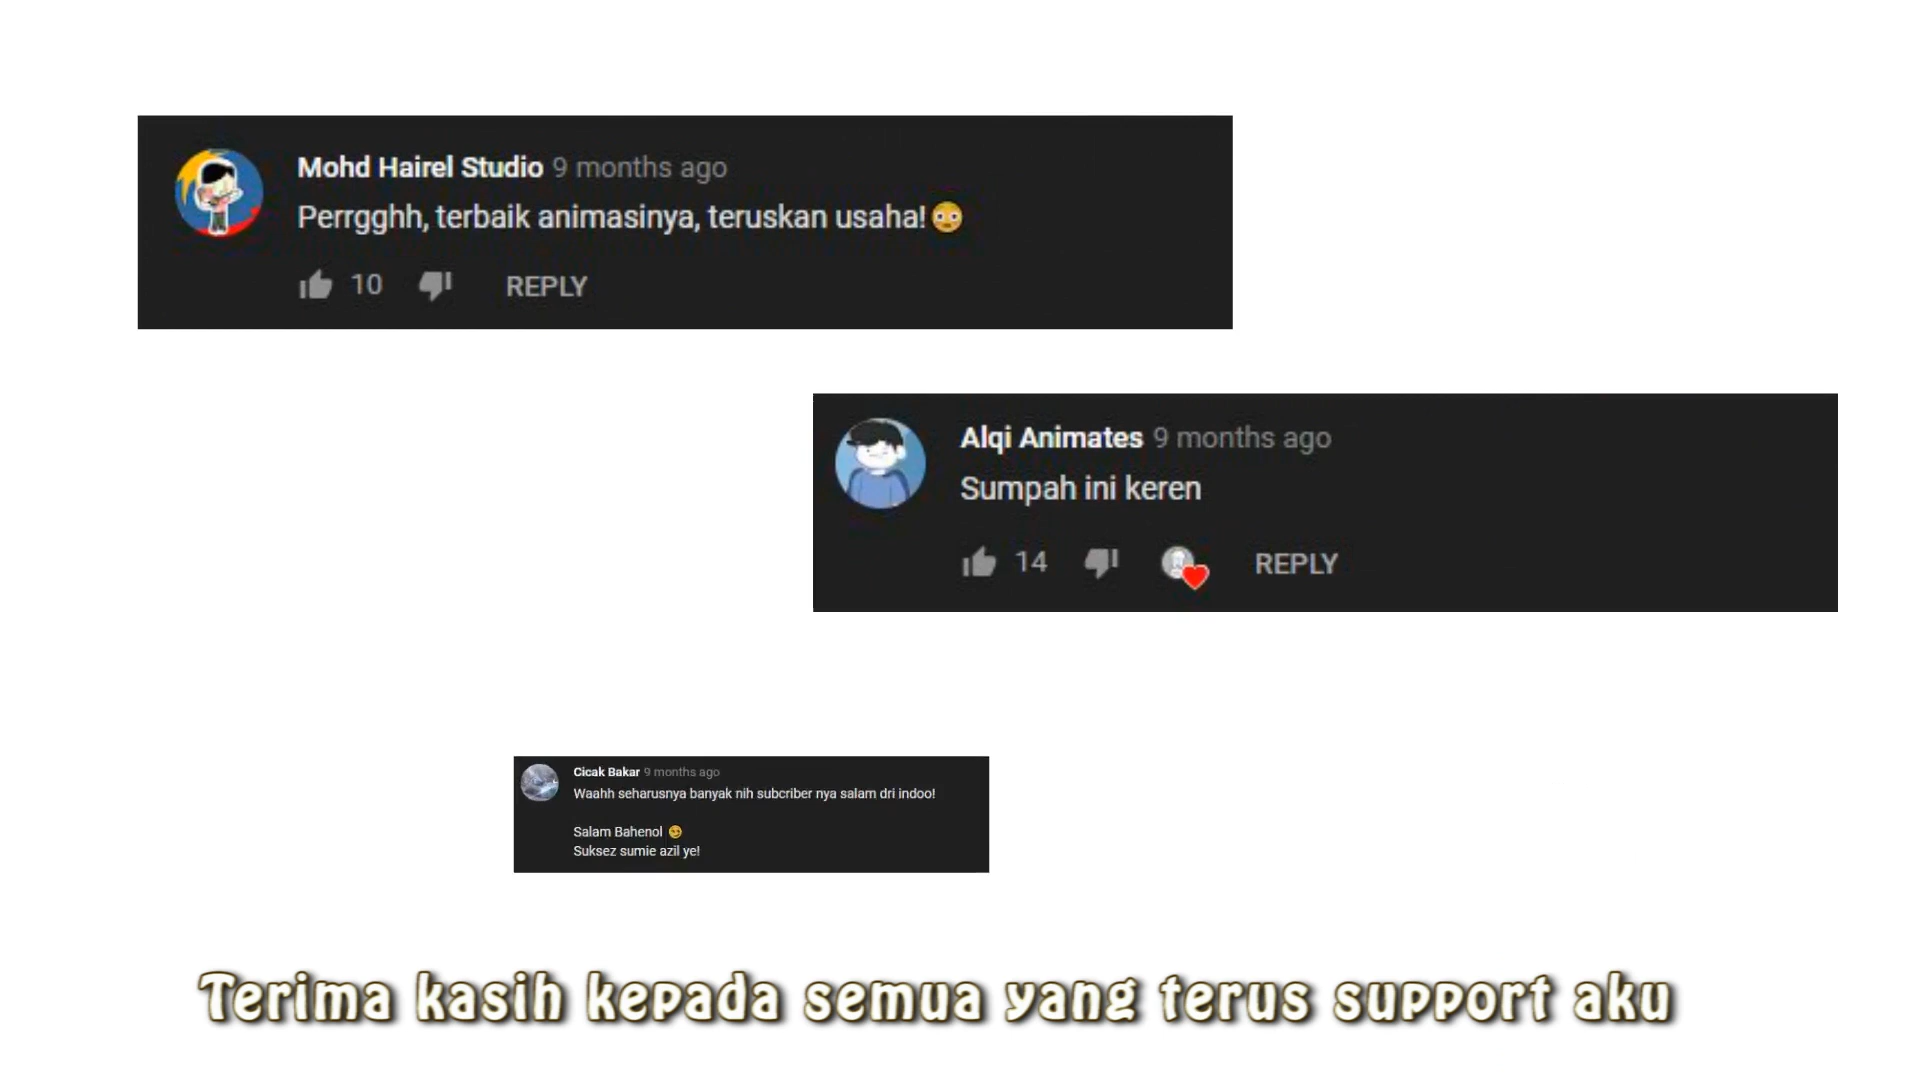 Mohd Hairel Studio 9 months ago
Perrgghh, terbaik animasinya, teruskan usaha!😳
10 REPLY
Alqi Animates 9 months ago
Sumpah ini keren
14 REPLY
Cicak Bakar 9 months ago
Waahh seharusnya banyak nih subcriber nya salam dri indoo!
Salam Bahenol 😏
Suksez sumie azil ye!
Terima kasih kepada semua yang terus support aku